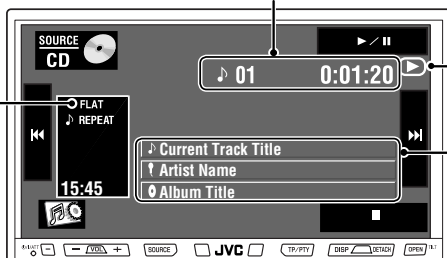 SOURCE
CD
01 0:01:20
FLAT
REPEAT
Current Track Title
Artist Name
Album Title
15:45
VOL
SOURCE
JVC
TP/PTY
DISP
DETACH
OPEN
TILT